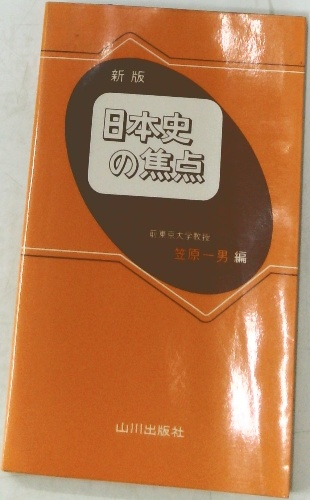 新版
日本史
の焦点
前東京大学教授
笠原一男 編
山川出版社